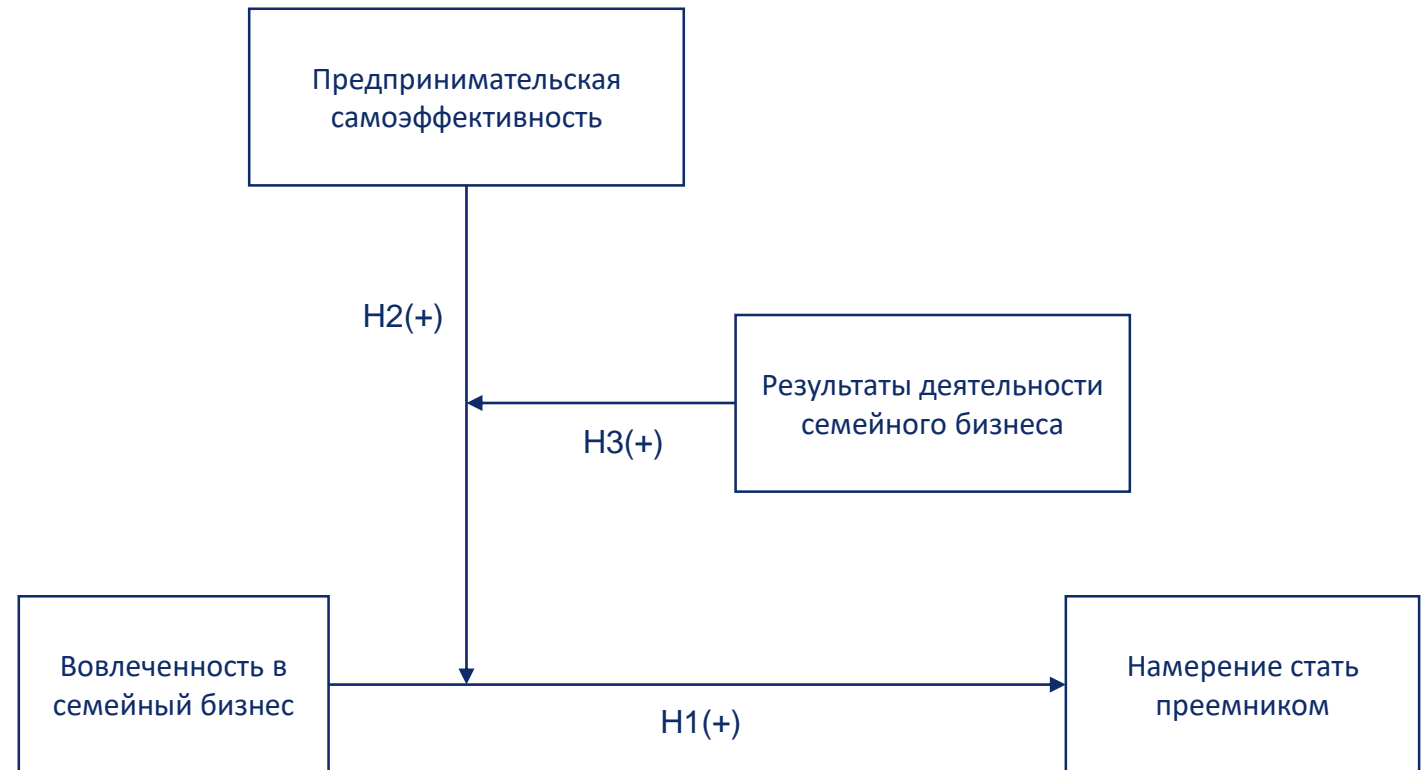 Предпринимательская
самоэффективность
H2(+)
Результаты деятельности
семейного бизнеса
H3(+)
Вовлеченность в
семейный бизнес
Намерение стать
преемником
H1(+)